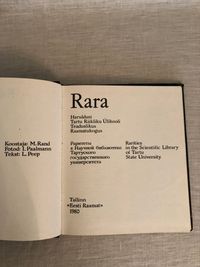 Rara
Haruldusi
Tartu Riikliku Ülikooli
Teaduslikus
Raamatukogus
Koostaja: M. Rand
Fotod: I. Paalmann
Tekst: L. Peep
Раритеты
в Научной библиотеке
Тартуского
государственного
университета
Rarities
in the Scientific Library
of Tartu
State University
Tallinn
«Eesti Raamat»
1980